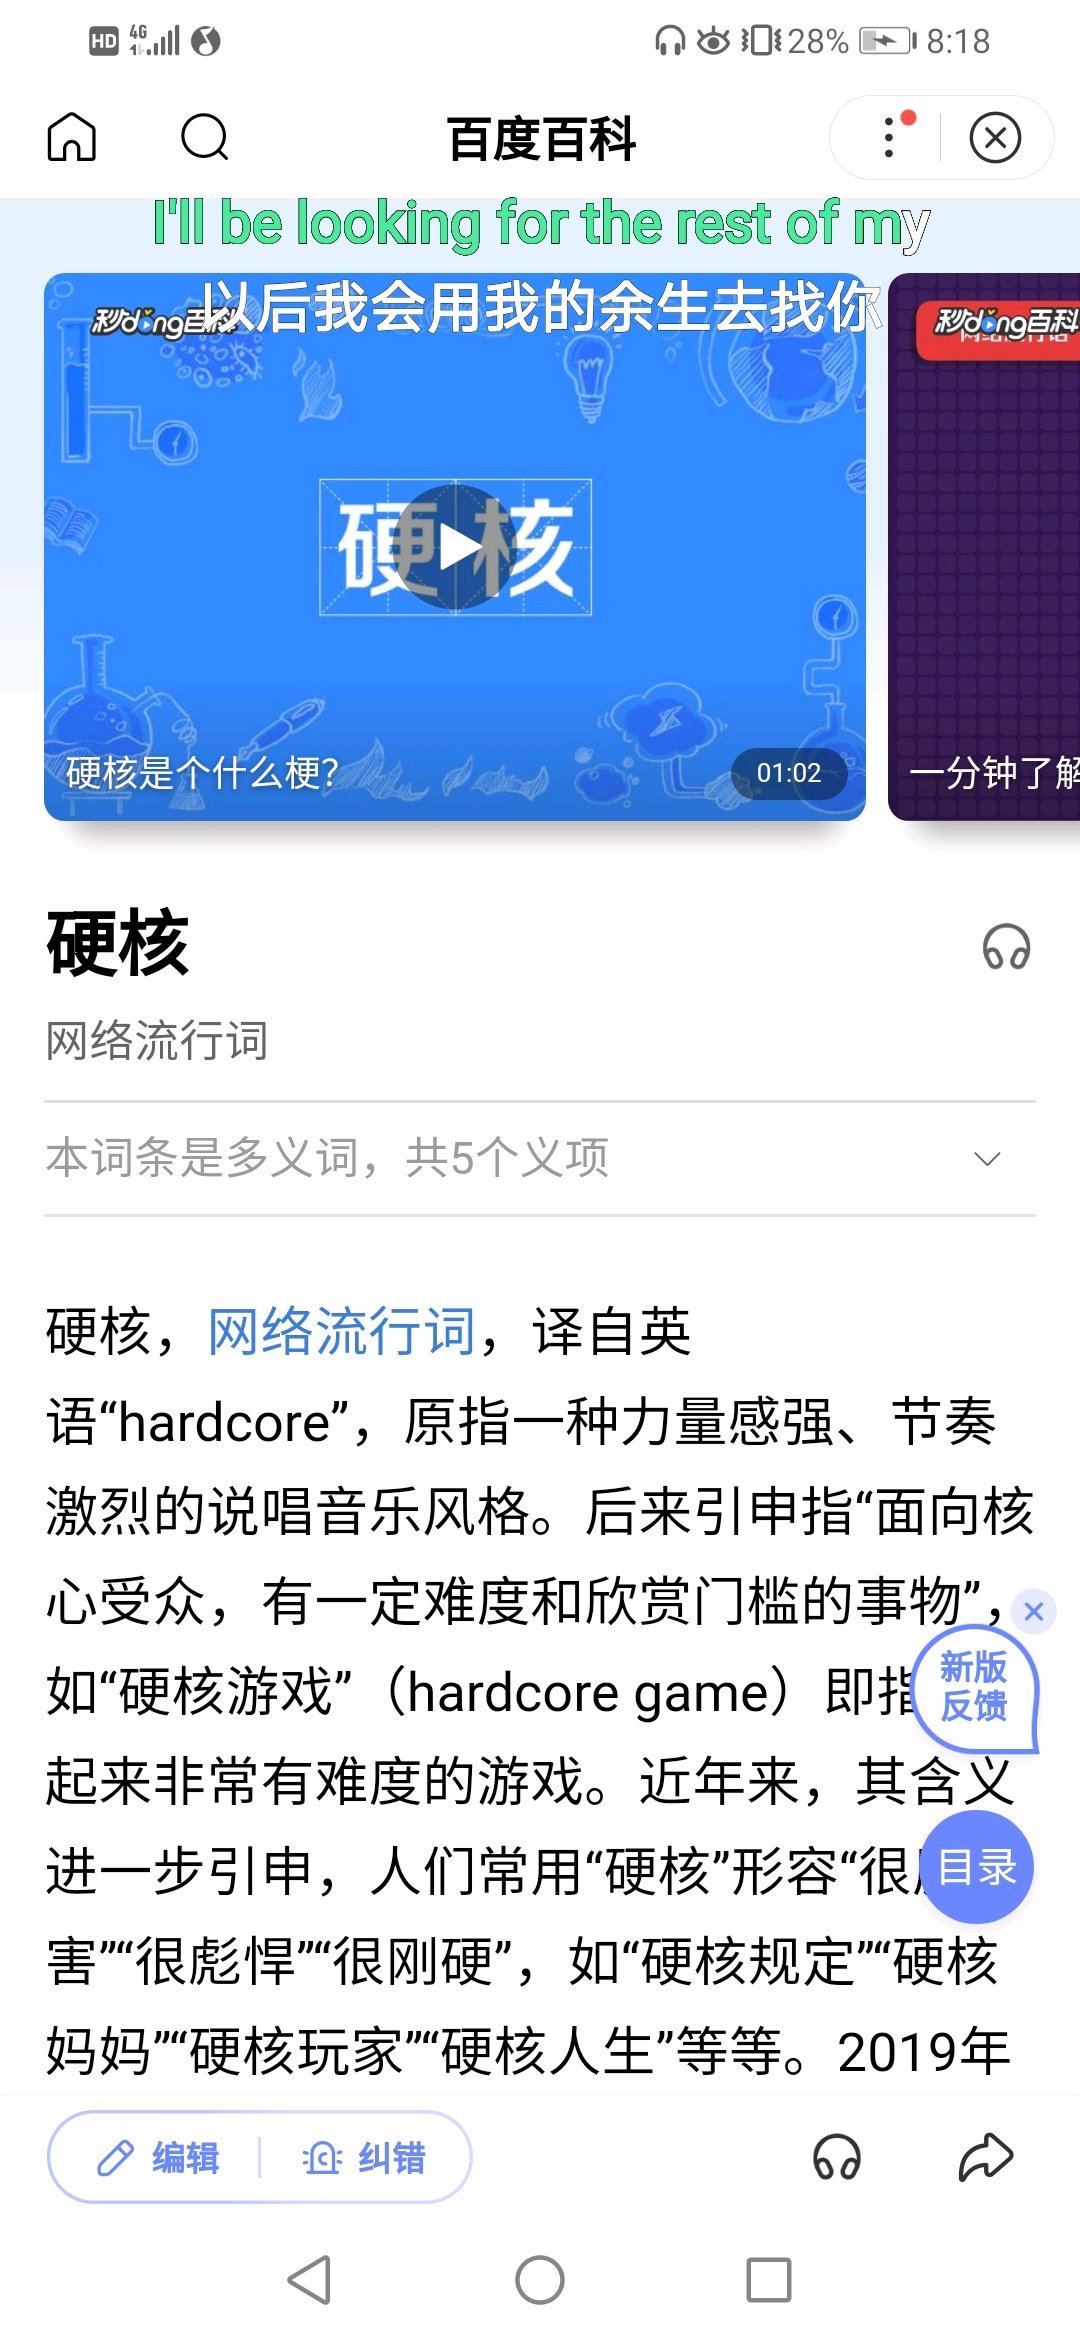 HD 4G 28% 8:18
百度百科
I'll be looking for the rest of my
以后我会用我的余生去找你
秒dong百科
秒dong百科
硬核
硬核是个什么梗?
01:02
一分钟了解
硬核
网络流行词
本词条是多义词，共5个义项
硬核，网络流行词，译自英
语“hardcore”，原指一种力量感强、节奏
激烈的说唱音乐风格。后来引申指“面向核
心受众，有一定难度和欣赏门槛的事物”，
如“硬核游戏”（hardcore game）即指
新版
反馈
起来非常有难度的游戏。近年来，其含义
进一步引申，人们常用“硬核”形容“很
目录
害”“很彪悍”“很刚硬”，如“硬核规定”“硬核
妈妈”“硬核玩家”“硬核人生”等等。2019年
编辑 纠错